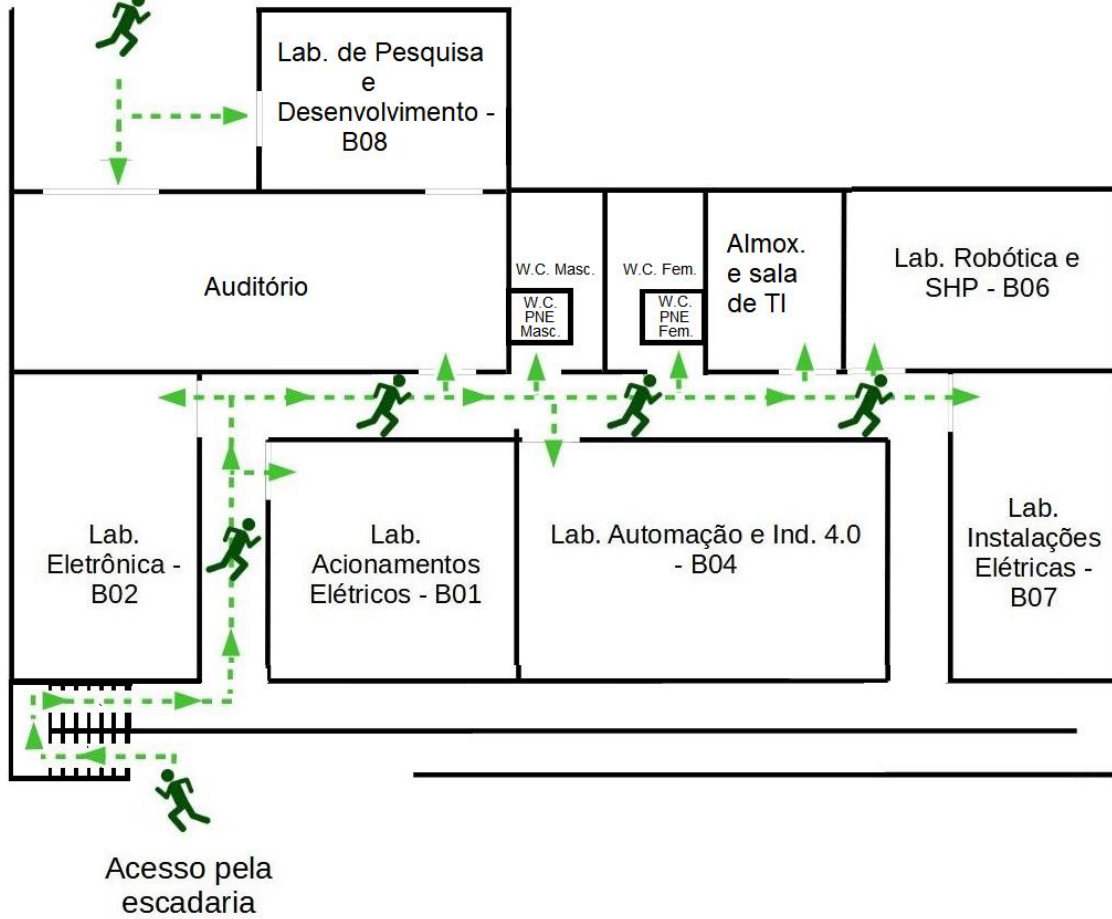 Lab. de Pesquisa
e
Desenvolvimento -
B08
Auditório
W.C. Masc.
W.C.
PNE
Masc.
W.C. Fem.
W.C.
PNE
Fem.
Almox.
e sala
de TI
Lab. Robótica e
SHP - B06
Lab.
Eletrônica -
B02
Lab.
Acionamentos
Elétricos - B01
Lab. Automação e Ind. 4.0
- B04
Lab.
Instalações
Elétricas -
B07
Acesso pela
escadaria